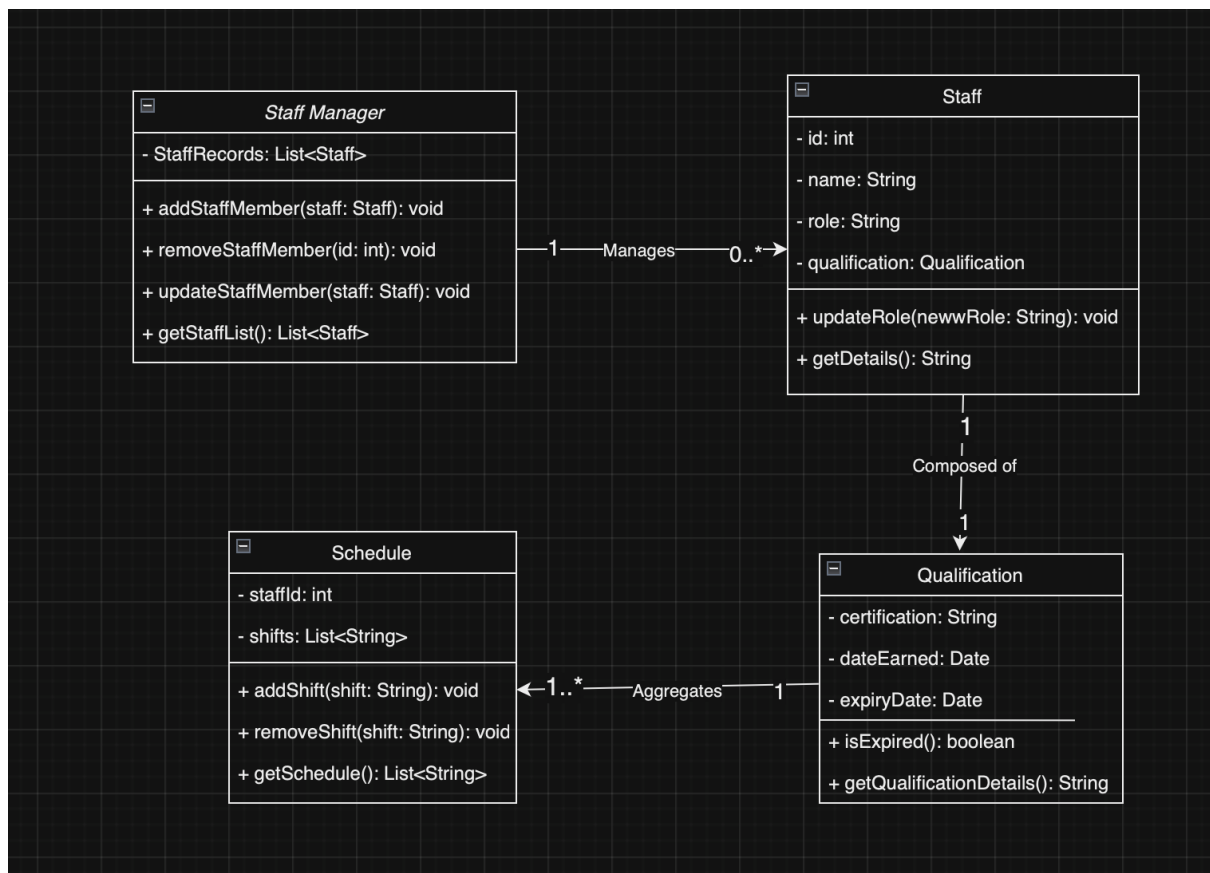 Staff Manager
- StaffRecords: List<Staff>
+ addStaffMember(staff: Staff): void
+ removeStaffMember(id: int): void
+ updateStaffMember(staff: Staff): void
+ getStaffList(): List<Staff>
1
Manages
0..*
Staff
- id: int
- name: String
- role: String
- qualification: Qualification
+ updateRole(newwRole: String): void
+ getDetails(): String
1
Composed of
1
Schedule
- staffId: int
- shifts: List<String>
+ addShift(shift: String): void
+ removeShift(shift: String): void
+ getSchedule(): List<String>
1..*
Aggregates
1
Qualification
- certification: String
- dateEarned: Date
- expiryDate: Date
+ isExpired(): boolean
+ getQualificationDetails(): String